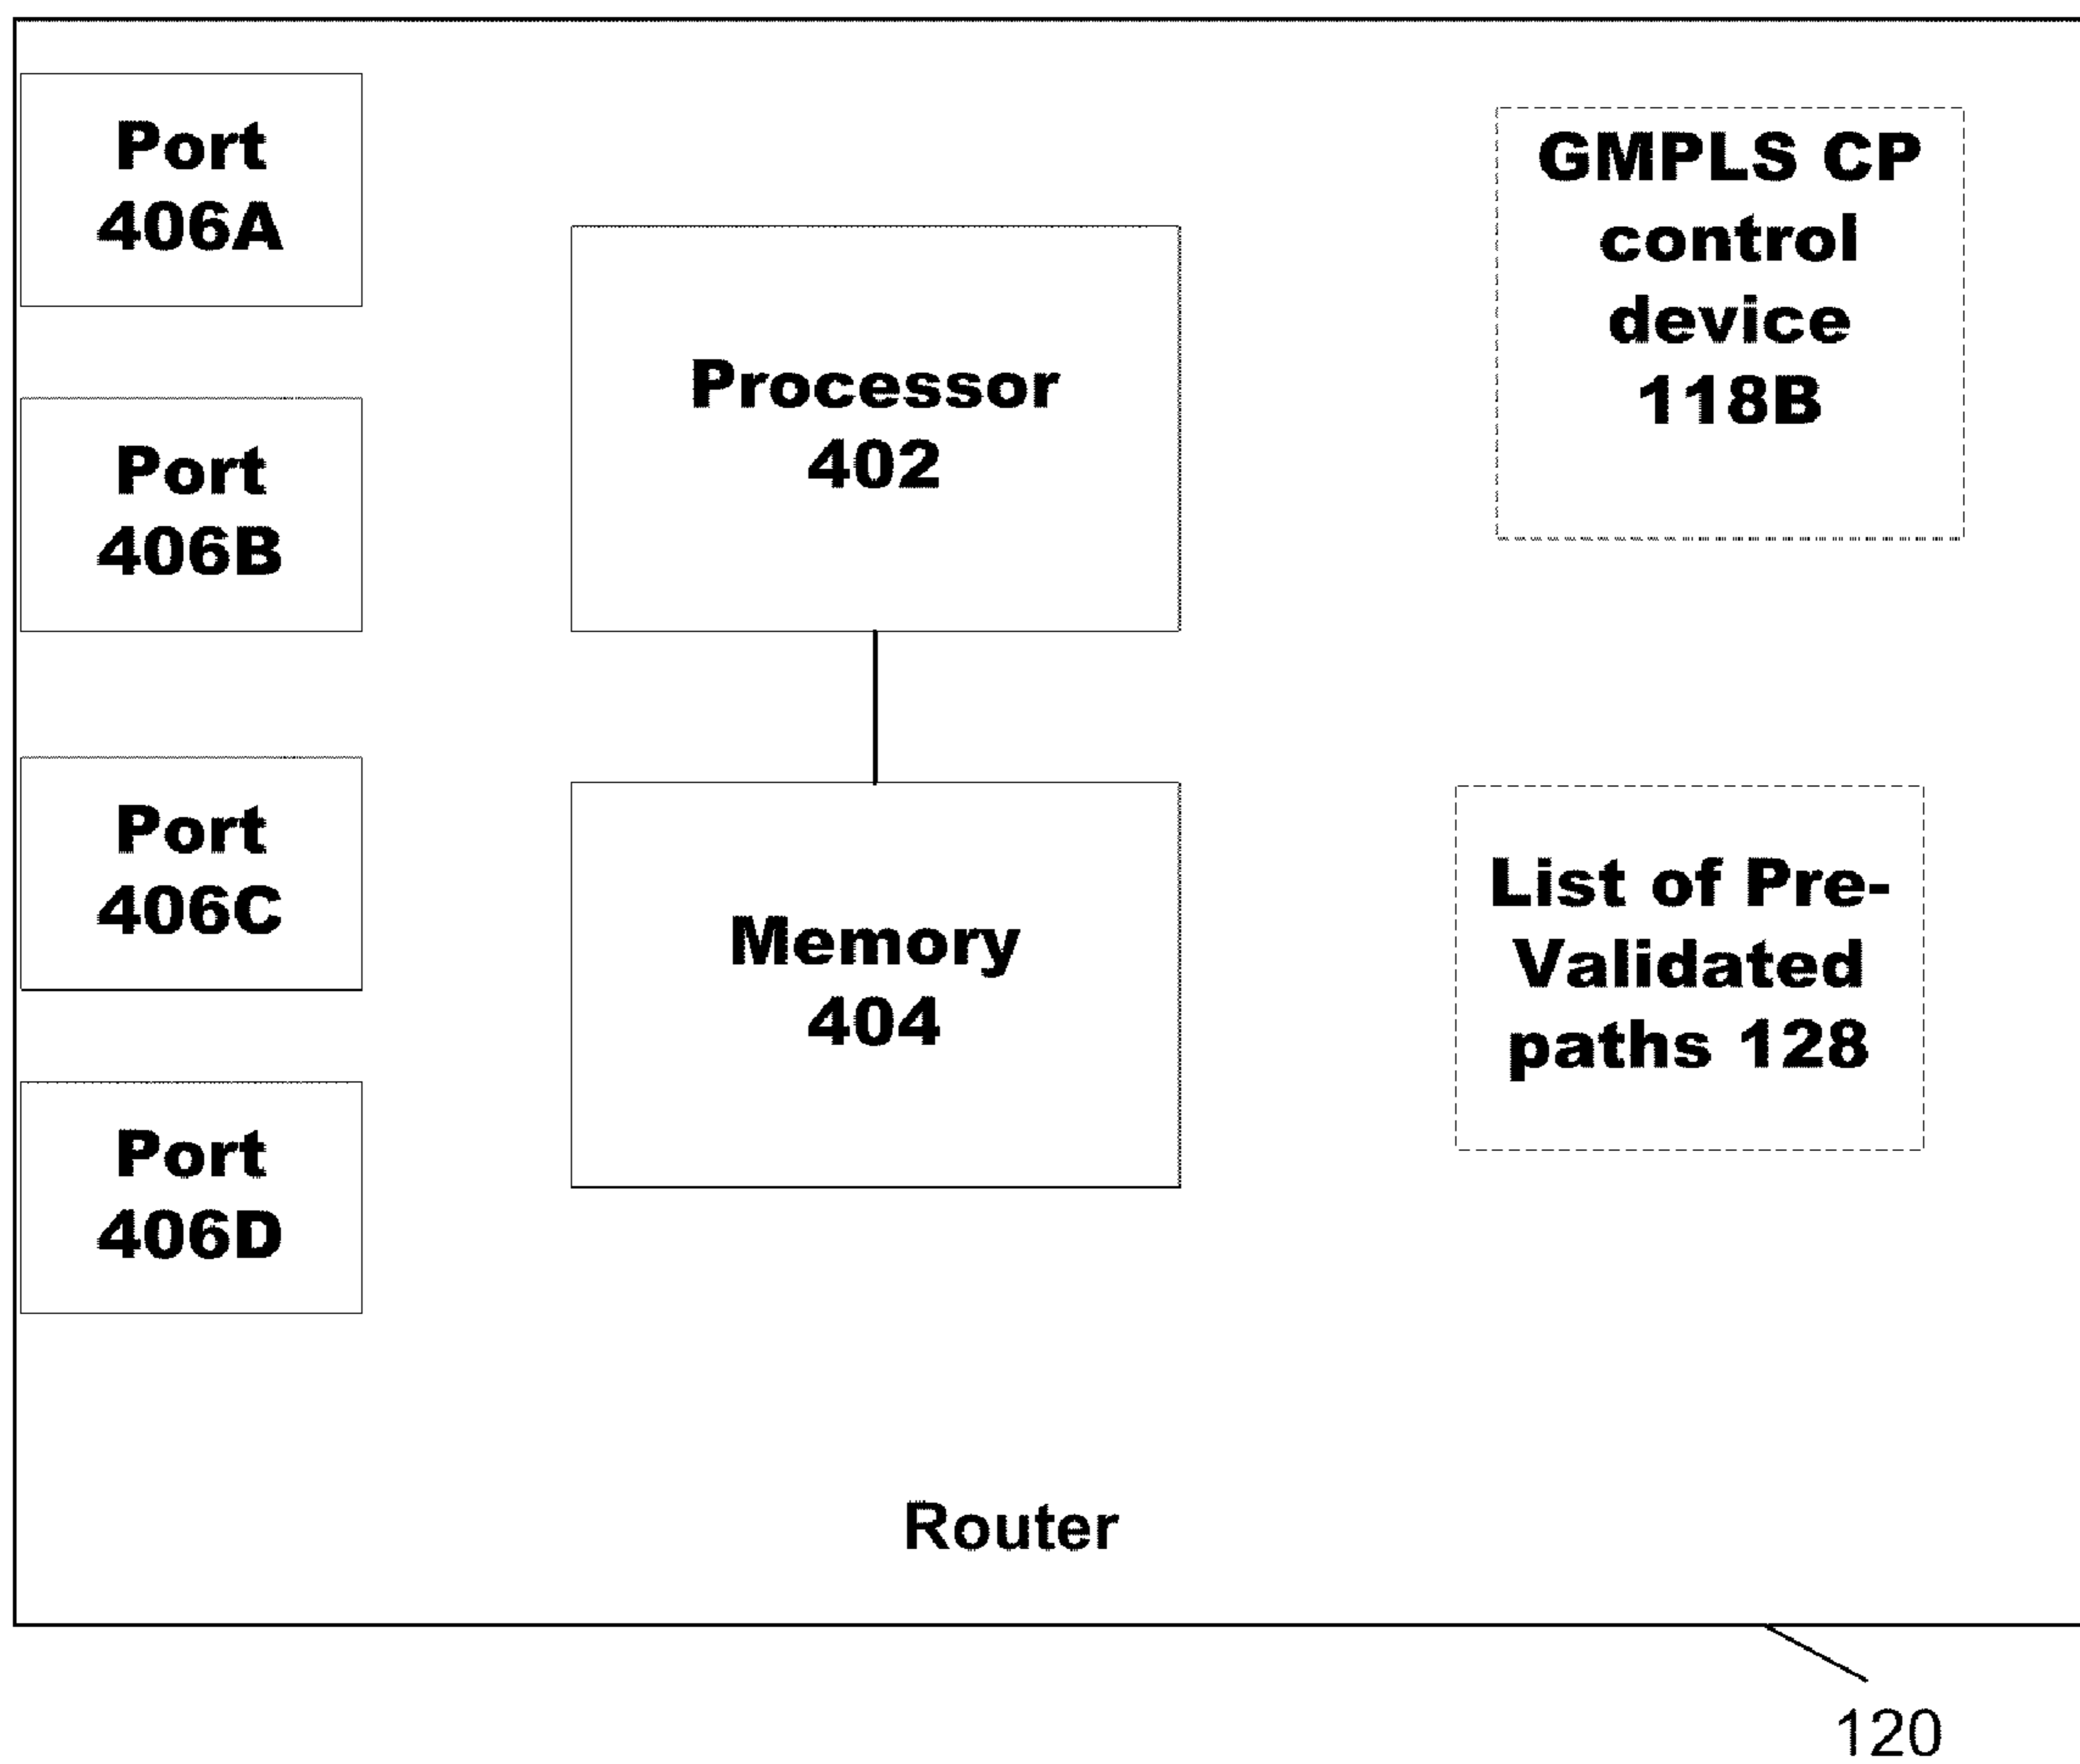 Port
406A
Port
406B
Port
406C
Port
406D
Processor
402
Memory
404
GMPLS CP
control
device
118B
List of Pre-
Validated
paths 128
Router
120